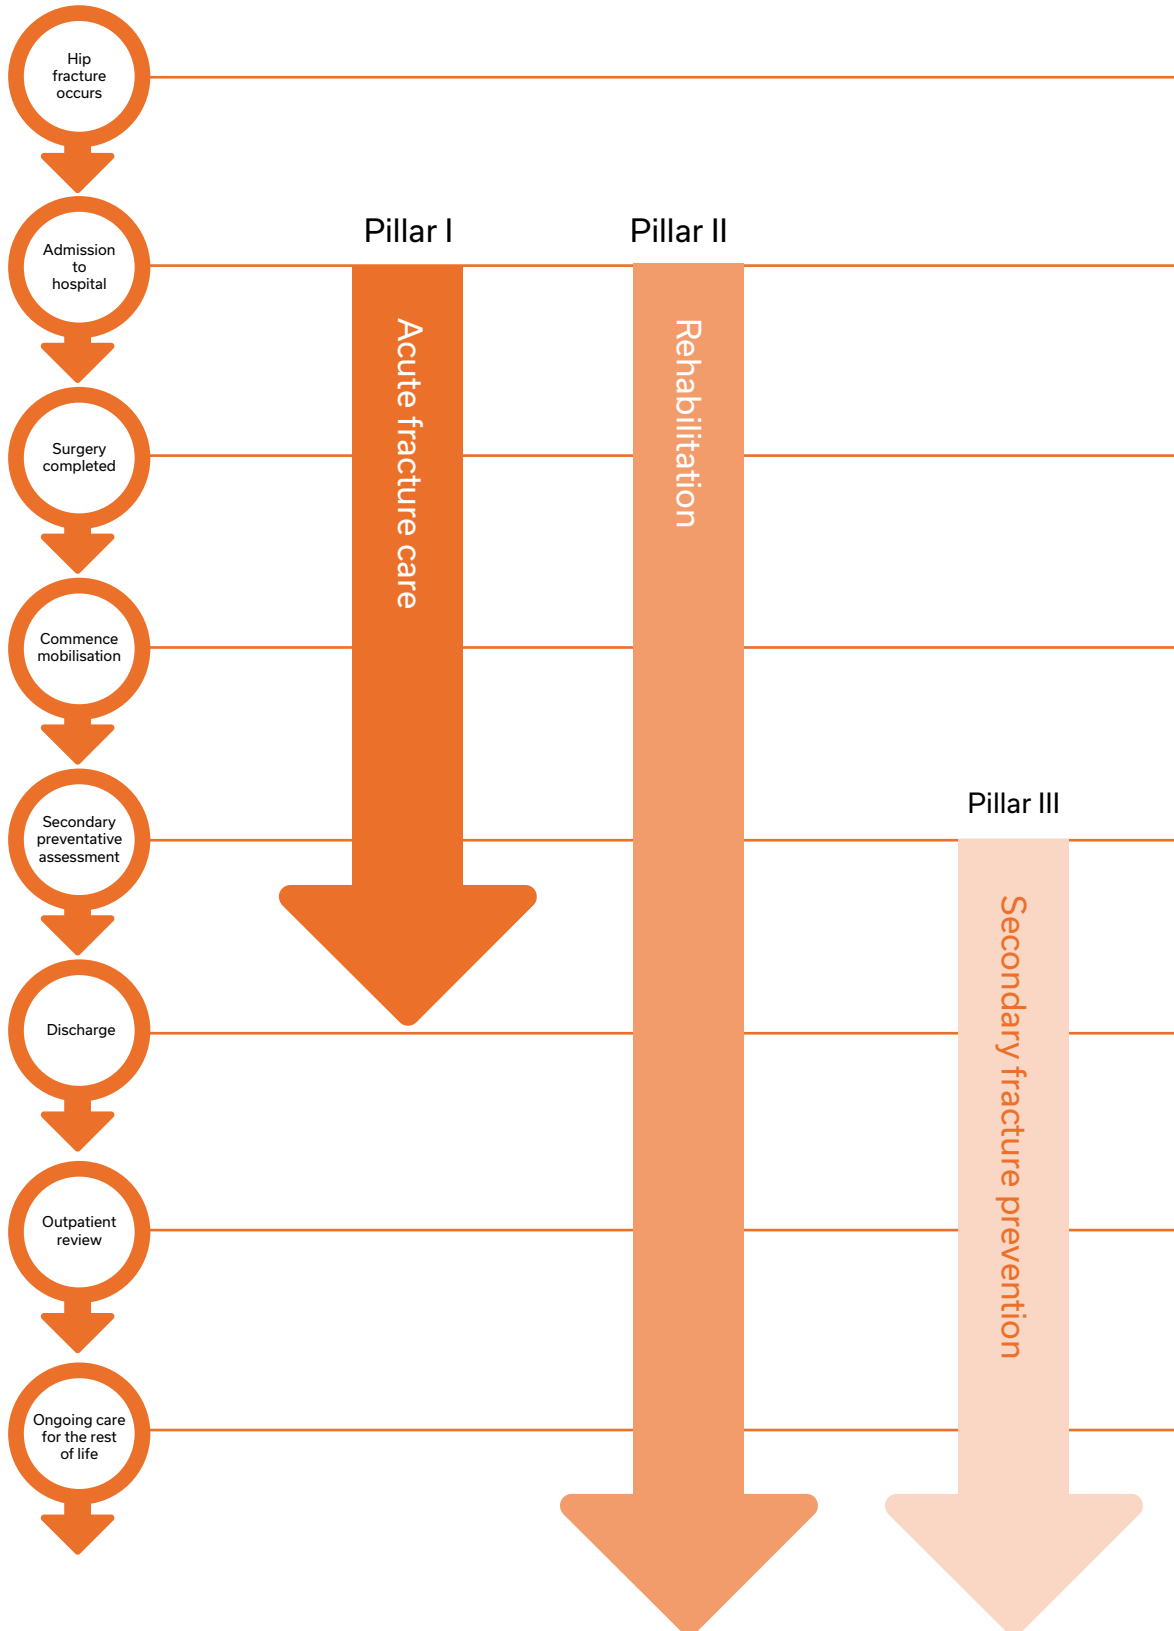 Hip
fracture
occurs
Admission
to
hospital
Surgery
completed
Commence
mobilisation
Secondary
preventative
assessment
Discharge
Outpatient
review
Ongoing care
for the rest
of life
Pillar I
Acute fracture care
Pillar II
Rehabilitation
Pillar III
Secondary fracture prevention